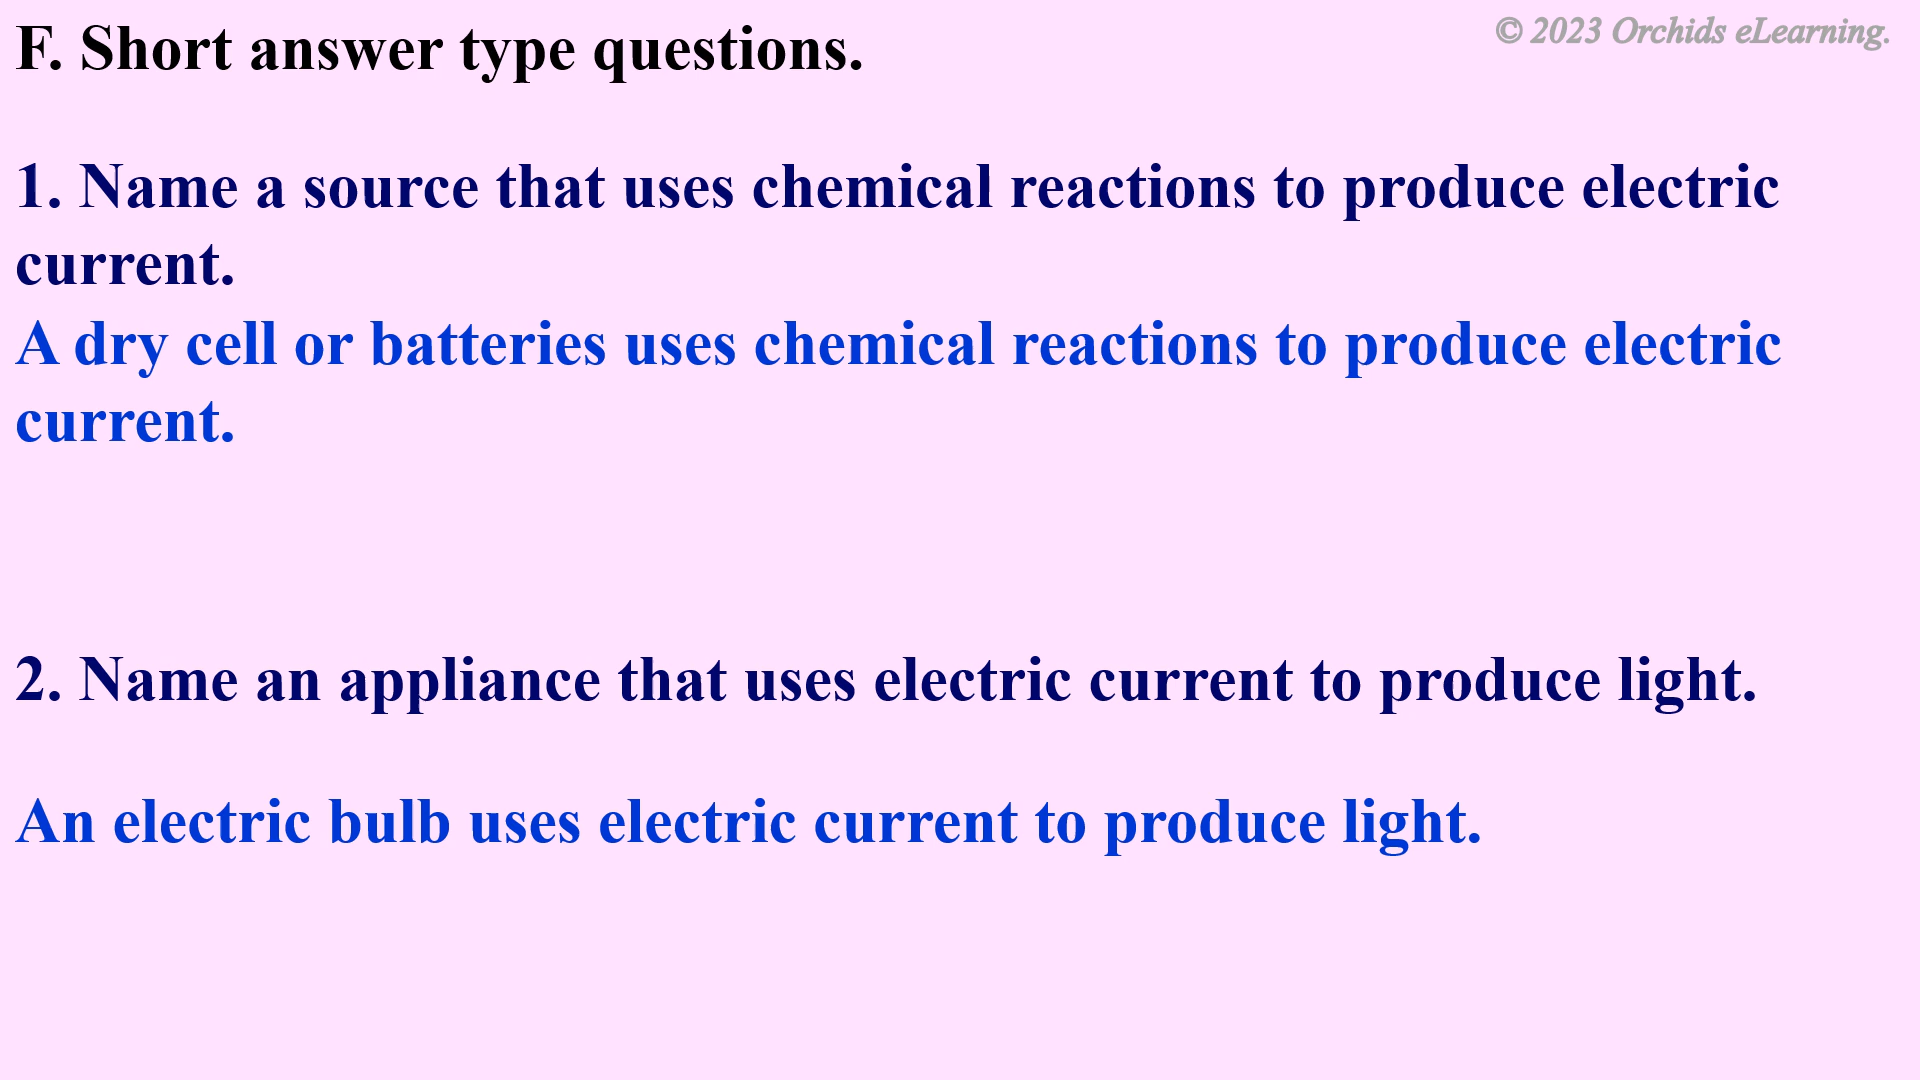 F. Short answer type questions.
© 2023 Orchids eLearning.
1. Name a source that uses chemical reactions to produce electric
current.
A dry cell or batteries uses chemical reactions to produce electric
current.
2. Name an appliance that uses electric current to produce light.
An electric bulb uses electric current to produce light.